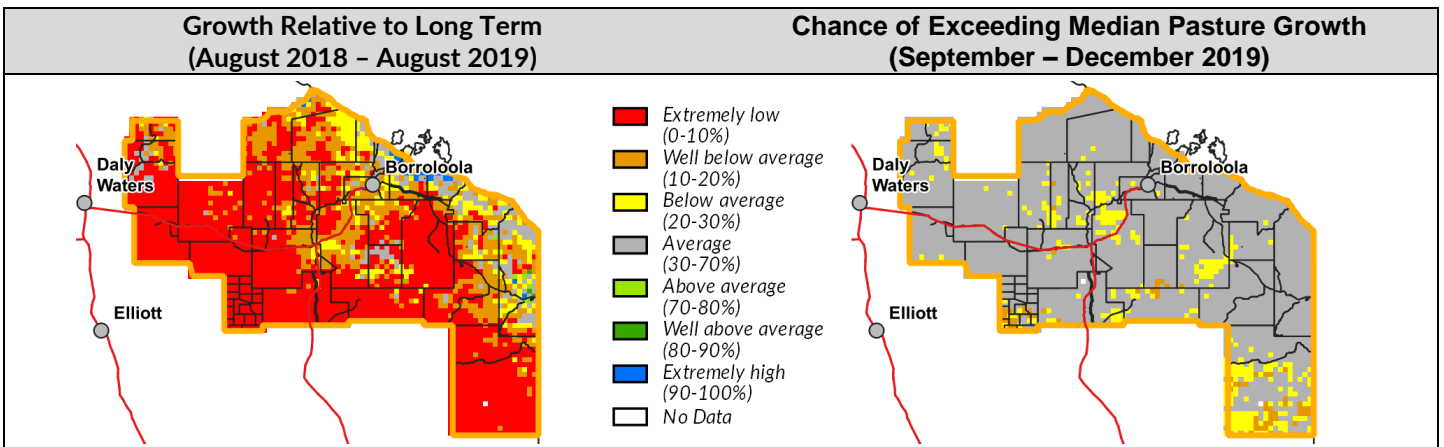 Growth Relative to Long Term
(August 2018 – August 2019)
Chance of Exceeding Median Pasture Growth
(September – December 2019)
Daly
Waters
Borroloola
Elliott
Extremely low
(0-10%)
Well below average
(10-20%)
Below average
(20-30%)
Average
(30-70%)
Above average
(70-80%)
Well above average
(80-90%)
Extremely high
(90-100%)
No Data
Daly
Waters
Borroloola
Elliott